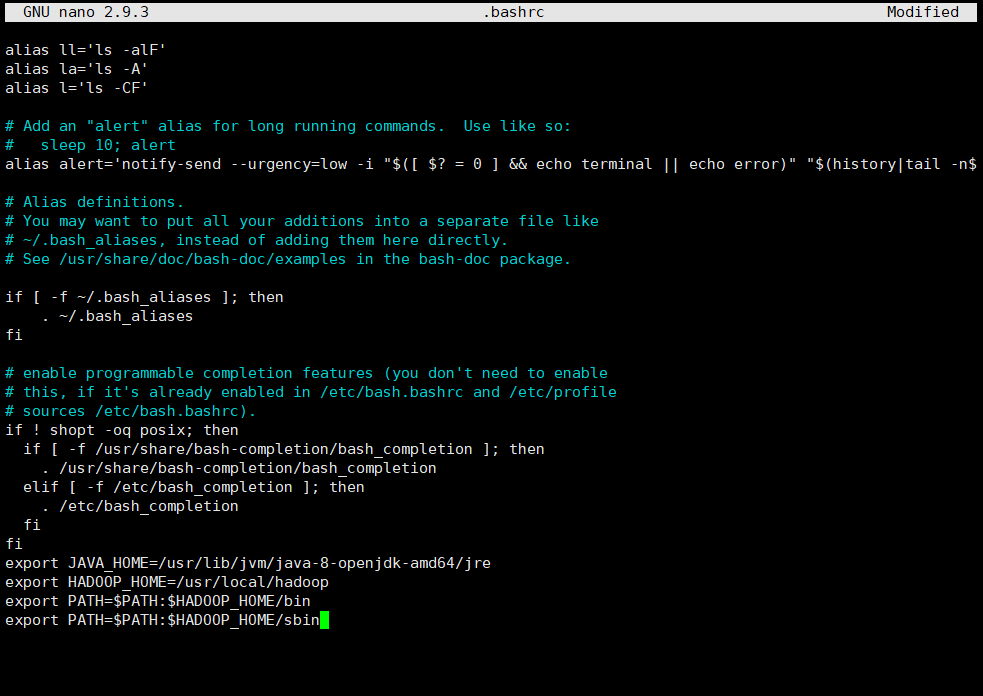 GNU nano 2.9.3 .bashrc Modified
alias ll='ls -alF'
alias la='ls -A'
alias l='ls -CF'
# Add an "alert" alias for long running commands.  Use like so:
#   sleep 10; alert
alias alert='notify-send --urgency=low -i "$([ $? = 0 ] && echo terminal || echo error)" "$(history|tail -n$
# Alias definitions.
# You may want to put all your additions into a separate file like
# ~/.bash_aliases, instead of adding them here directly.
# See /usr/share/doc/bash-doc/examples in the bash-doc package.
if [ -f ~/.bash_aliases ]; then
    . ~/.bash_aliases
fi
# enable programmable completion features (you don't need to enable
# this, if it's already enabled in /etc/bash.bashrc and /etc/profile
# sources /etc/bash.bashrc).
if ! shopt -oq posix; then
  if [ -f /usr/share/bash-completion/bash_completion ]; then
    . /usr/share/bash-completion/bash_completion
  elif [ -f /etc/bash_completion ]; then
    . /etc/bash_completion
  fi
fi
export JAVA_HOME=/usr/lib/jvm/java-8-openjdk-amd64/jre
export HADOOP_HOME=/usr/local/hadoop
export PATH=$PATH:$HADOOP_HOME/bin
export PATH=$PATH:$HADOOP_HOME/sbin